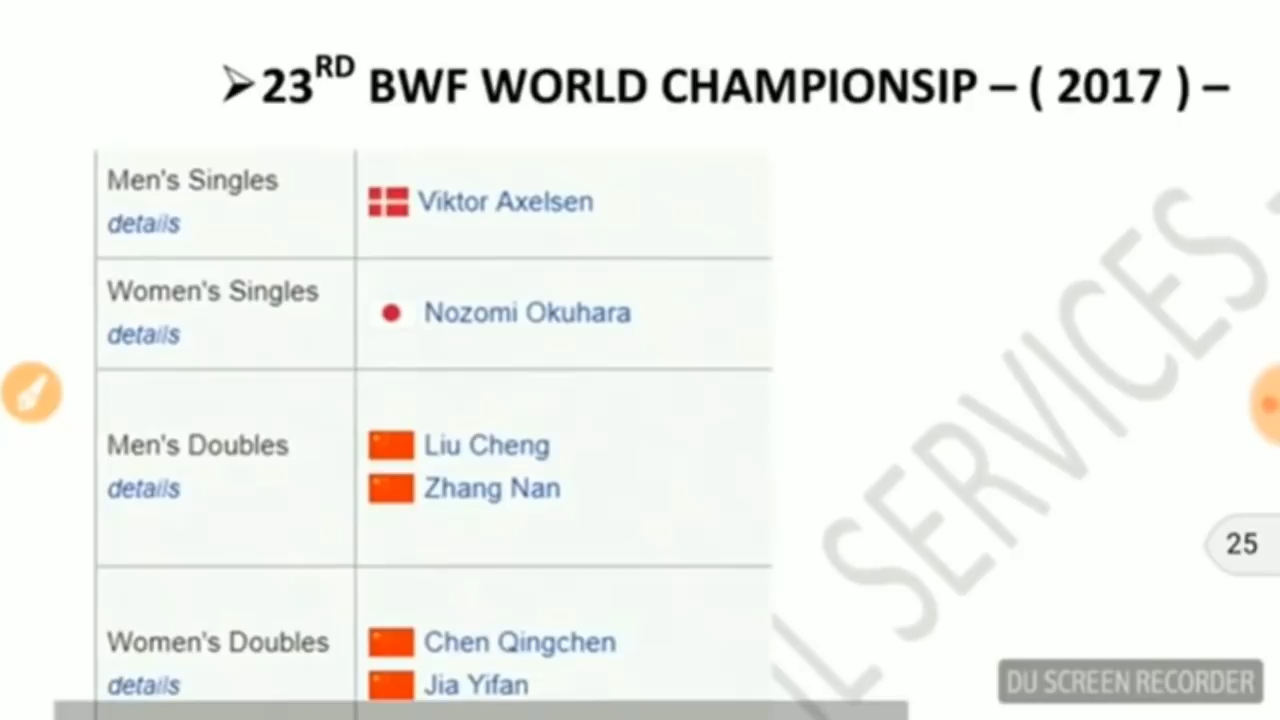 ➢23RD BWF WORLD CHAMPIONSIP – ( 2017 ) –
Men's Singles
details
Viktor Axelsen
Women's Singles
details
Nozomi Okuhara
Men's Doubles
details
Liu Cheng
Zhang Nan
Women's Doubles
details
Chen Qingchen
Jia Yifan
SERVICES
25
DU SCREEN RECORDER